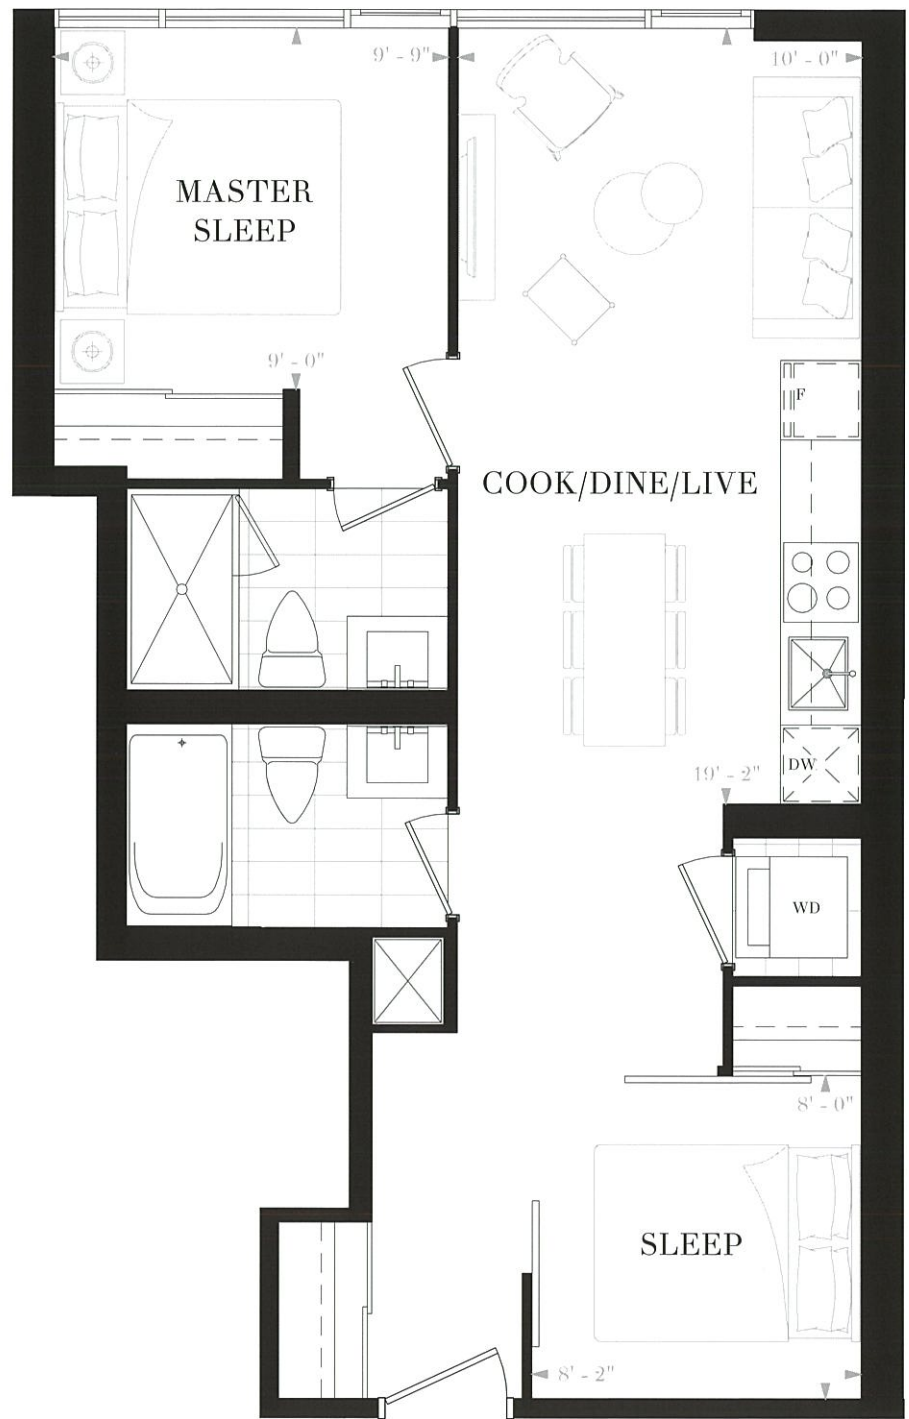 9' - 9"
10' - 0"
MASTER
SLEEP
9' - 0"
F
COOK/DINE/LIVE
19' - 2"
DW
WD
8' - 0"
SLEEP
8' - 2"